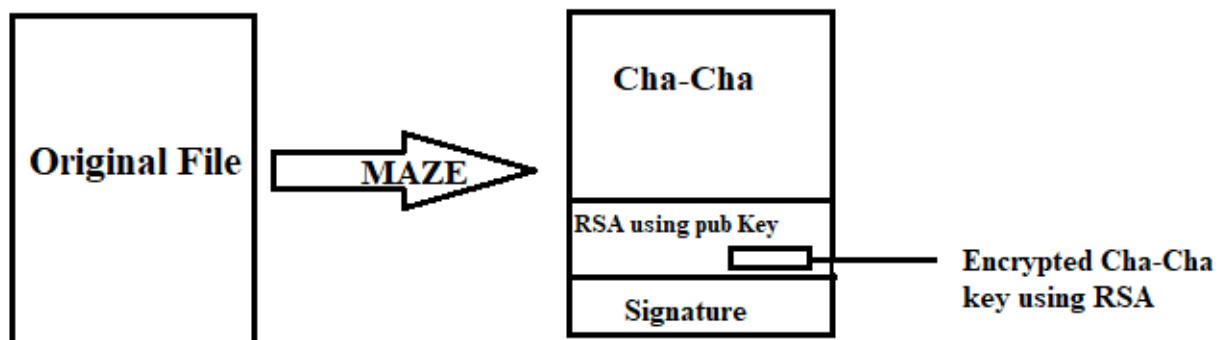 Original File
MAZE
Cha-Cha
RSA using pub Key
Signature
Encrypted Cha-Cha
key using RSA